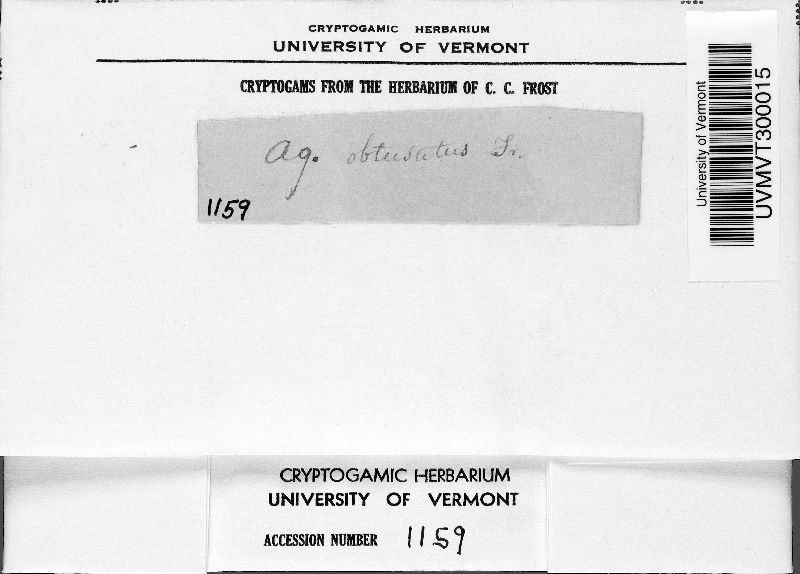 CRYPTOGAMIC HERBARIUM
UNIVERSITY OF VERMONT
CRYPTOGAMS FROM THE HERBARIUM OF C. C. FROST
Ag. obtusatus Fr.
1159
University of Vermont
UVMVT300015
CRYPTOGAMIC HERBARIUM
UNIVERSITY OF VERMONT
ACCESSION NUMBER 1159